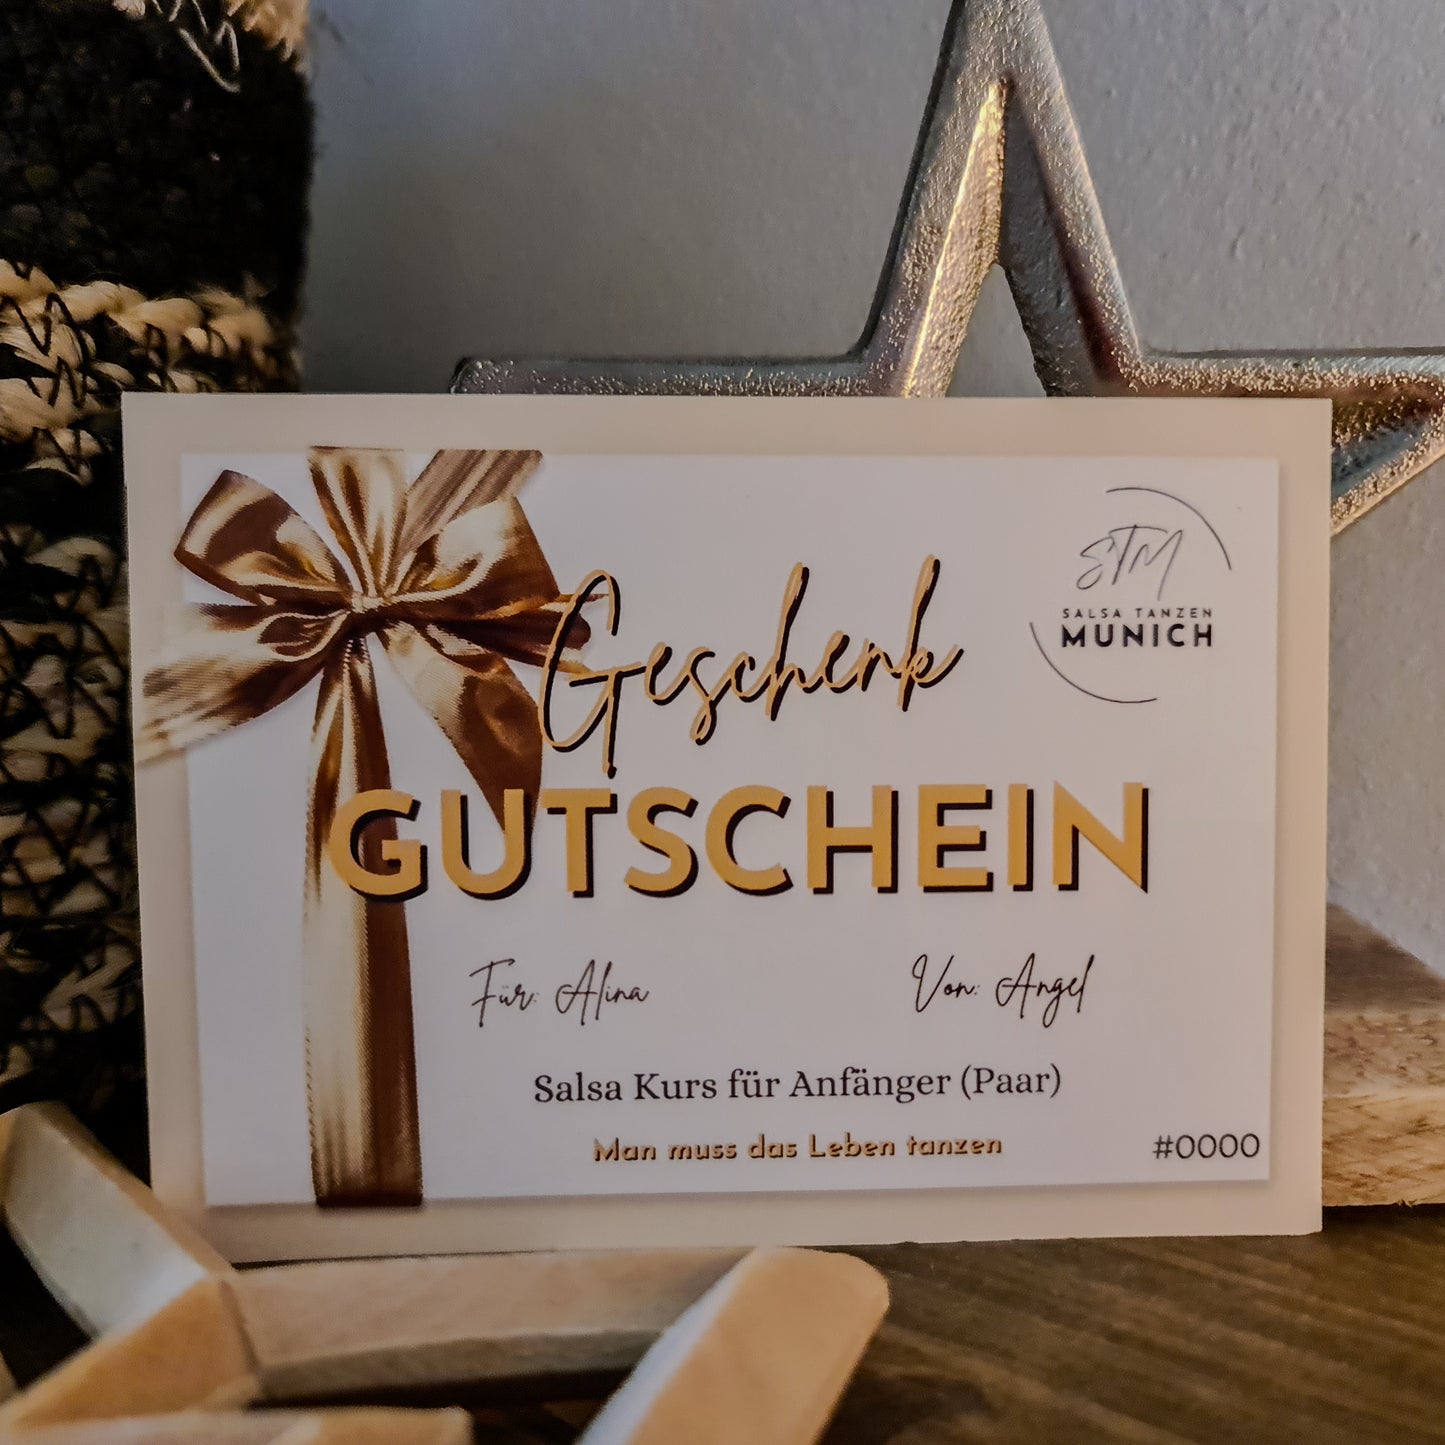 STM
SALSA TANZEN
MUNICH
Geschenk
GUTSCHEIN
Für: Alina
Von: Angel
Salsa Kurs für Anfänger (Paar)
Man muss das Leben tanzen
#0000